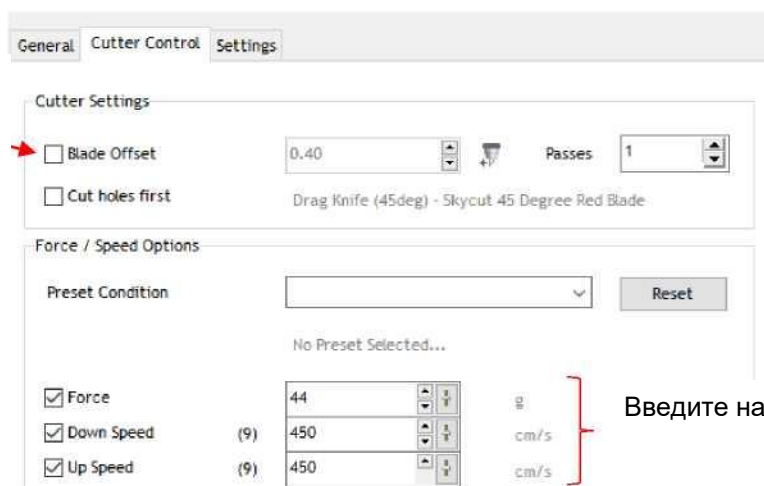 General Cutter Control Settings
Cutter Settings
Blade Offset 0.40 Passes 1
Cut holes first Drag Knife (45deg) - Skycut 45 Degree Red Blade
Force / Speed Options
Preset Condition Reset
No Preset Selected...
Force 44 g
Введите на
Down Speed (9) 450 cm/s
Up Speed (9) 450 cm/s